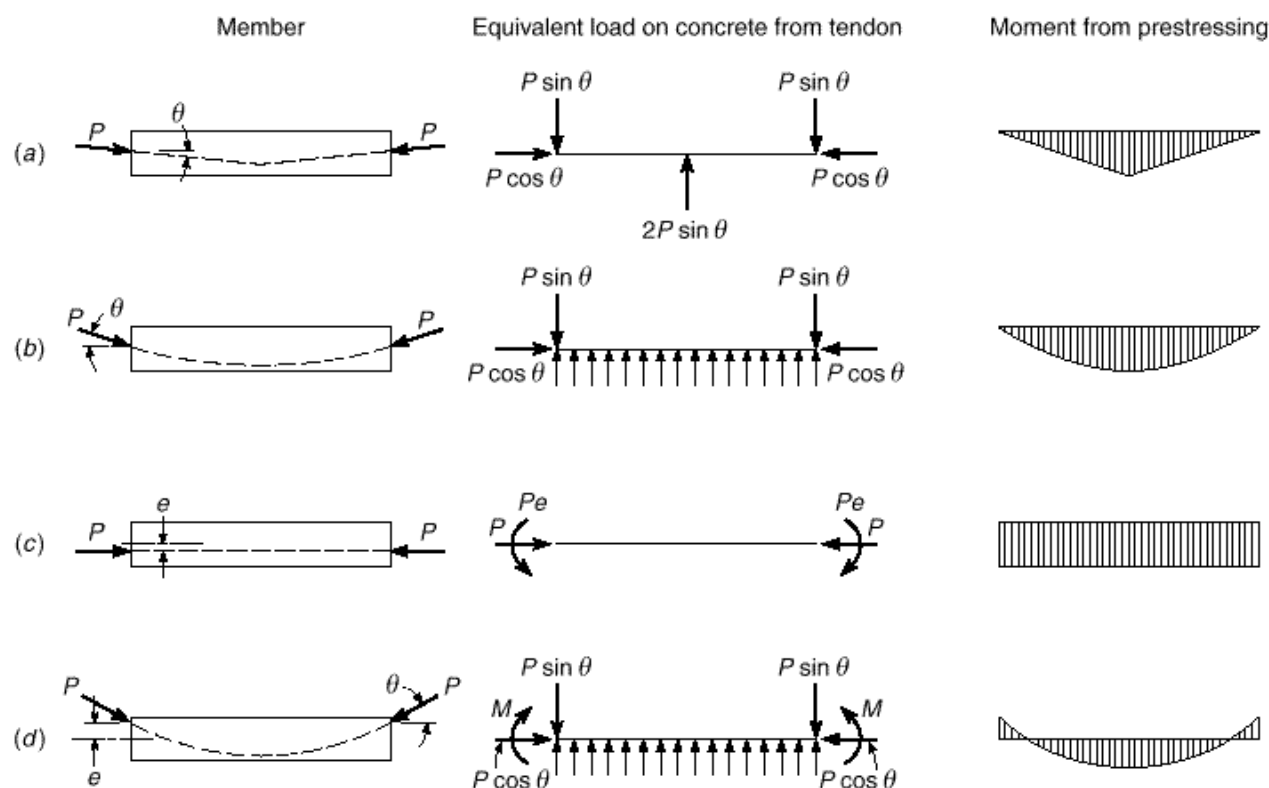 Member Equivalent load on concrete from tendon Moment from prestressing
P sin θ P sin θ
θ
P P
(a)
P cos θ P cos θ
2P sin θ
P sin θ P sin θ
P θ P
(b)
P cos θ P cos θ
e Pe Pe
P P P P
(c)
P sin θ P sin θ
P θ P
M M
(d)
e P cos θ P cos θ